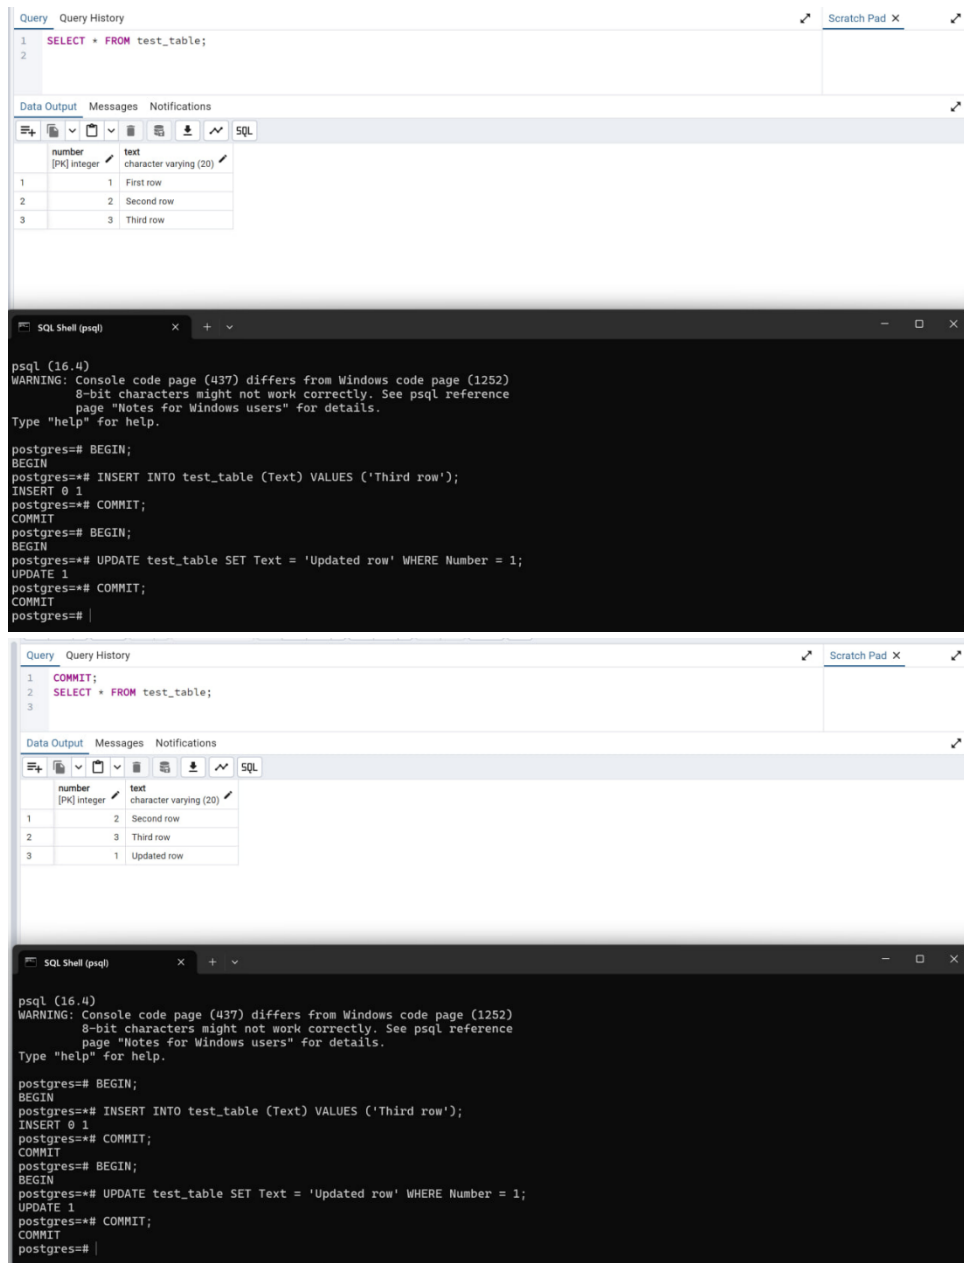 Query Query History Scratch Pad X
1 SELECT * FROM test_table;
2
Data Output Messages Notifications
SQL
number text
[PK] integer character varying (20)
1 1 First row
2 2 Second row
3 3 Third row
SQL Shell (psql)
psql (16.4)
WARNING: Console code page (437) differs from Windows code page (1252)
8-bit characters might not work correctly. See psql reference
page "Notes for Windows users" for details.
Type "help" for help.
postgres=# BEGIN;
BEGIN
postgres=*# INSERT INTO test_table (Text) VALUES ('Third row');
INSERT 0 1
postgres=*# COMMIT;
COMMIT
postgres=# BEGIN;
BEGIN
postgres=*# UPDATE test_table SET Text = 'Updated row' WHERE Number = 1;
UPDATE 1
postgres=*# COMMIT;
COMMIT
postgres=#
Query Query History Scratch Pad X
1 COMMIT;
2 SELECT * FROM test_table;
3
Data Output Messages Notifications
SQL
number text
[PK] integer character varying (20)
1 2 Second row
2 3 Third row
3 1 Updated row
SQL Shell (psql)
psql (16.4)
WARNING: Console code page (437) differs from Windows code page (1252)
8-bit characters might not work correctly. See psql reference
page "Notes for Windows users" for details.
Type "help" for help.
postgres=# BEGIN;
BEGIN
postgres=*# INSERT INTO test_table (Text) VALUES ('Third row');
INSERT 0 1
postgres=*# COMMIT;
COMMIT
postgres=# BEGIN;
BEGIN
postgres=*# UPDATE test_table SET Text = 'Updated row' WHERE Number = 1;
UPDATE 1
postgres=*# COMMIT;
COMMIT
postgres=#